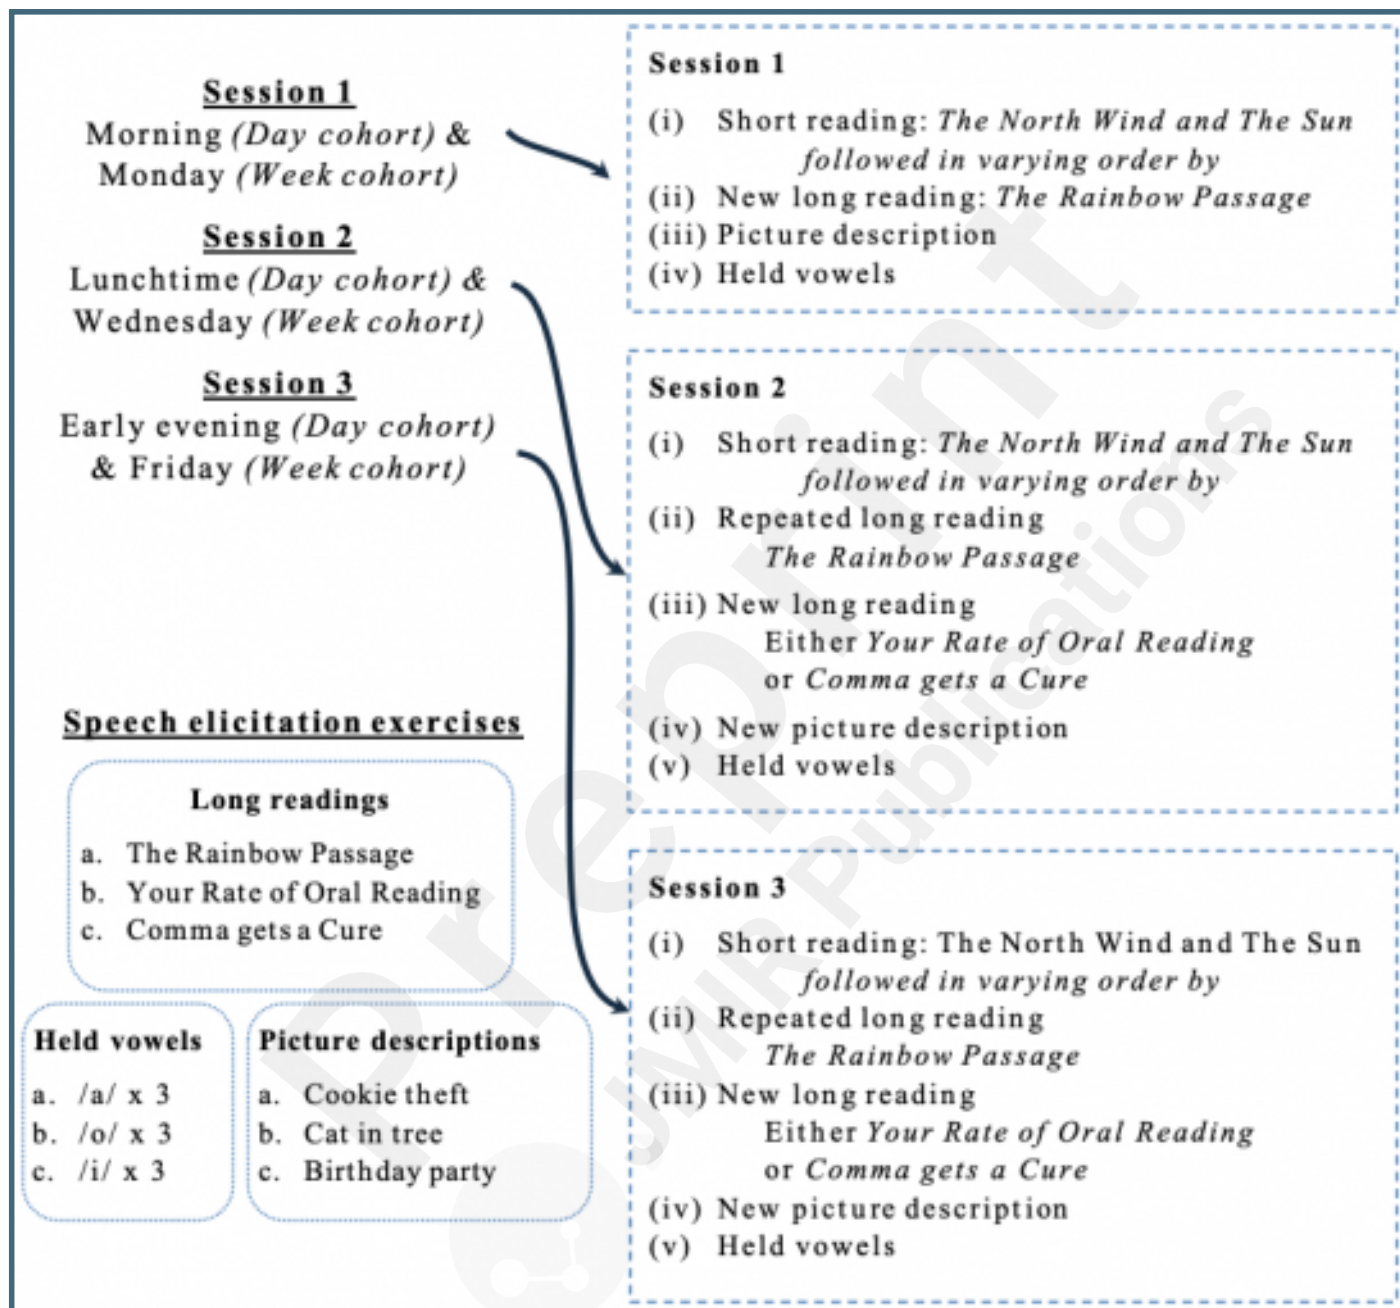 Session 1
Morning (Day cohort) &
Monday (Week cohort)
Session 2
Lunchtime (Day cohort) &
Wednesday (Week cohort)
Session 3
Early evening (Day cohort)
& Friday (Week cohort)
Speech elicitation exercises
Long readings
a. The Rainbow Passage
b. Your Rate of Oral Reading
c. Comma gets a Cure
Held vowels
a. /a/ x 3
b. /o/ x 3
c. /i/ x 3
Picture descriptions
a. Cookie theft
b. Cat in tree
c. Birthday party
Session 1
(i) Short reading: The North Wind and The Sun
followed in varying order by
(ii) New long reading: The Rainbow Passage
(iii) Picture description
(iv) Held vowels
Session 2
(i) Short reading: The North Wind and The Sun
followed in varying order by
(ii) Repeated long reading
The Rainbow Passage
(iii) New long reading
Either Your Rate of Oral Reading
or Comma gets a Cure
(iv) New picture description
(v) Held vowels
Session 3
(i) Short reading: The North Wind and The Sun
followed in varying order by
(ii) Repeated long reading
The Rainbow Passage
(iii) New long reading
Either Your Rate of Oral Reading
or Comma gets a Cure
(iv) New picture description
(v) Held vowels
Preprint
JMIR Publications